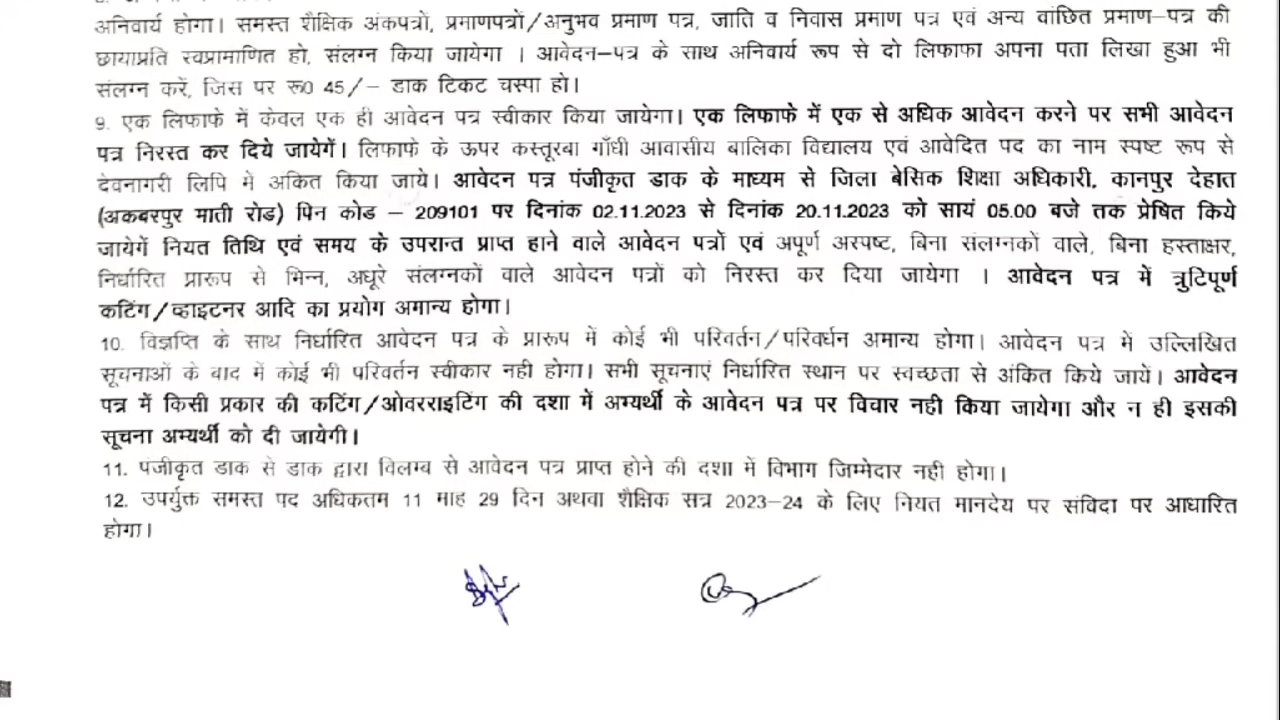 अनिवार्य होगा। समस्त शैक्षिक अंकपत्रों, प्रमाणपत्रों/अनुभव प्रमाण पत्र, जाति व निवास प्रमाण पत्र एवं अन्य वांछित प्रमाण–पत्र की
छायाप्रति स्वप्रामाणित हो, संलग्न किया जायेगा । आवेदन–पत्र के साथ अनिवार्य रूप से दो लिफाफा अपना पता लिखा हुआ भी
संलग्न करें, जिस पर रू0 45/– डाक टिकट चस्पा हो।
9. एक लिफाफे में केवल एक ही आवेदन पत्र स्वीकार किया जायेगा। एक लिफाफे में एक से अधिक आवेदन करने पर सभी आवेदन
पत्र निरस्त कर दिये जायेगें। लिफाफे के ऊपर कस्तूरबा गाँधी आवासीय बालिका विद्यालय एवं आवेदित पद का नाम स्पष्ट रूप से
देवनागरी लिपि में अंकित किया जाये। आवेदन पत्र पंजीकृत डाक के माध्यम से जिला बेसिक शिक्षा अधिकारी, कानपुर देहात
(अकबरपुर माती रोड) पिन कोड – 209101 पर दिनांक 02.11.2023 से दिनांक 20.11.2023 को सायं 05.00 बजे तक प्रेषित किये
जायेगें नियत तिथि एवं समय के उपरान्त प्राप्त हाने वाले आवेदन पत्रों एवं अपूर्ण अस्पष्ट, बिना संलग्नकों वाले, बिना हस्ताक्षर,
निर्धारित प्रारूप से भिन्न, अधूरे संलग्नकों वाले आवेदन पत्रों को निरस्त कर दिया जायेगा । आवेदन पत्र में त्रुटिपूर्ण
कटिंग/व्हाइटनर आदि का प्रयोग अमान्य होगा।
10. विज्ञप्ति के साथ निर्धारित आवेदन पत्र के प्रारूप में कोई भी परिवर्तन/परिवर्धन अमान्य होगा। आवेदन पत्र में उल्लिखित
सूचनाओं के बाद में कोई भी परिवर्तन स्वीकार नही होगा। सभी सूचनाएं निर्धारित स्थान पर स्वच्छता से अंकित किये जायें। आवेदन
पत्र में किसी प्रकार की कटिंग/ओवरराइटिंग की दशा में अभ्यर्थी के आवेदन पत्र पर विचार नही किया जायेगा और न ही इसकी
सूचना अभ्यर्थी को दी जायेगी।
11. पंजीकृत डाक से डाक द्वारा विलम्ब से आवेदन पत्र प्राप्त होने की दशा में विभाग जिम्मेदार नही होगा।
12. उपर्युक्त समस्त पद अधिकतम 11 माह 29 दिन अथवा शैक्षिक सत्र 2023–24 के लिए नियत मानदेय पर संविदा पर आधारित
होगा।